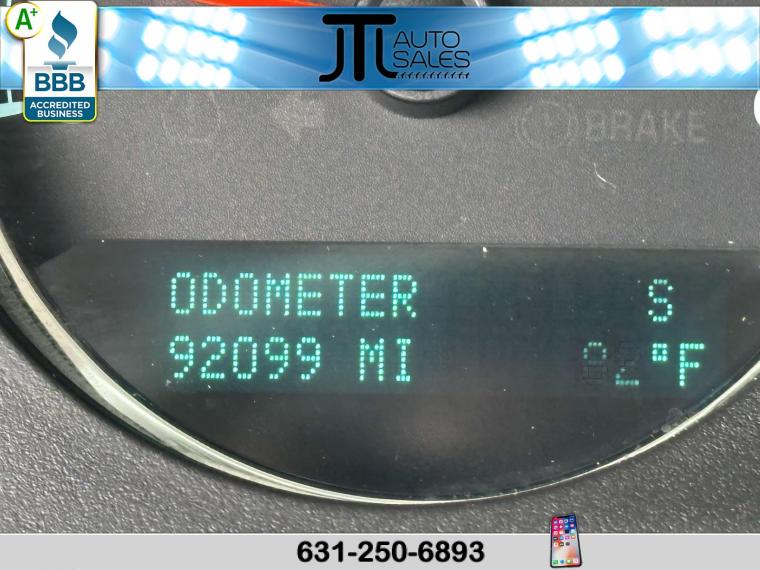 A+
BBB
ACCREDITED
BUSINESS
JTL AUTO
SALES
BRAKE
ODOMETER S
92099 MI °F
631-250-6893